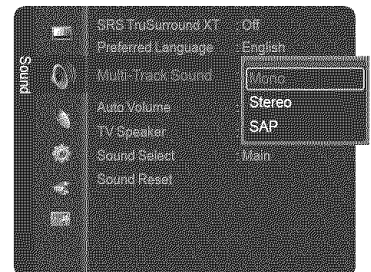 Sound
SRS TruSurround XT : Off
Preferred Language : English
Multi-Track Sound
Mono
Stereo
SAP
Auto Volume :
TV Speaker
Sound Select : Main
Sound Reset